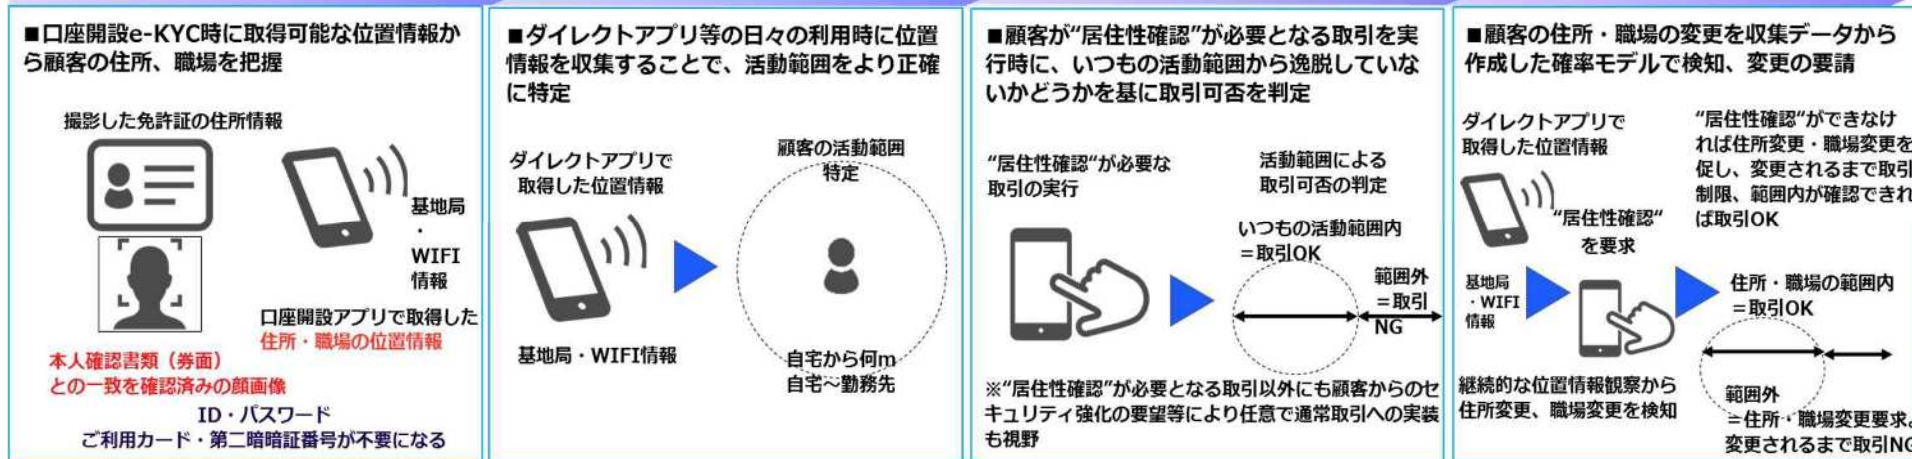 ■口座開設e-KYC時に取得可能な位置情報か
ら顧客の住所、職場を把握
撮影した免許証の住所情報
基地局
・
WIFI
情報
口座開設アプリで取得した
住所・職場の位置情報
本人確認書類（券面）
との一致を確認済みの顔画像
ID・パスワード
ご利用カード・第二暗暗証番号が不要になる
■ダイレクトアプリ等の日々の利用時に位置
情報を収集することで、活動範囲をより正確
に特定
ダイレクトアプリで
取得した位置情報
基地局・WIFI情報
顧客の活動範囲
特定
自宅から何m
自宅～勤務先
■顧客が“居住性確認”が必要となる取引を実
行時に、いつもの活動範囲から逸脱していな
いかどうかを基に取引可否を判定
“居住性確認”が必要な
取引の実行
活動範囲による
取引可否の判定
いつもの活動範囲内
＝取引OK
範囲外
＝取引
NG
※“居住性確認”が必要となる取引以外にも顧客からのセ
キュリティ強化の要望等により任意で通常取引への実装
も視野
■顧客の住所・職場の変更を収集データから
作成した確率モデルで検知、変更の要請
ダイレクトアプリで
取得した位置情報
“居住性確認“
を要求
基地局
・WIFI
情報
継続的な位置情報観察から
住所変更、職場変更を検知
“居住性確認“ができなけ
れば住所変更・職場変更を
促し、変更されるまで取引
制限、範囲内が確認できれ
ば取引OK
住所・職場の範囲内
＝取引OK
範囲外
＝住所・職場変更要求。
変更されるまで取引NG